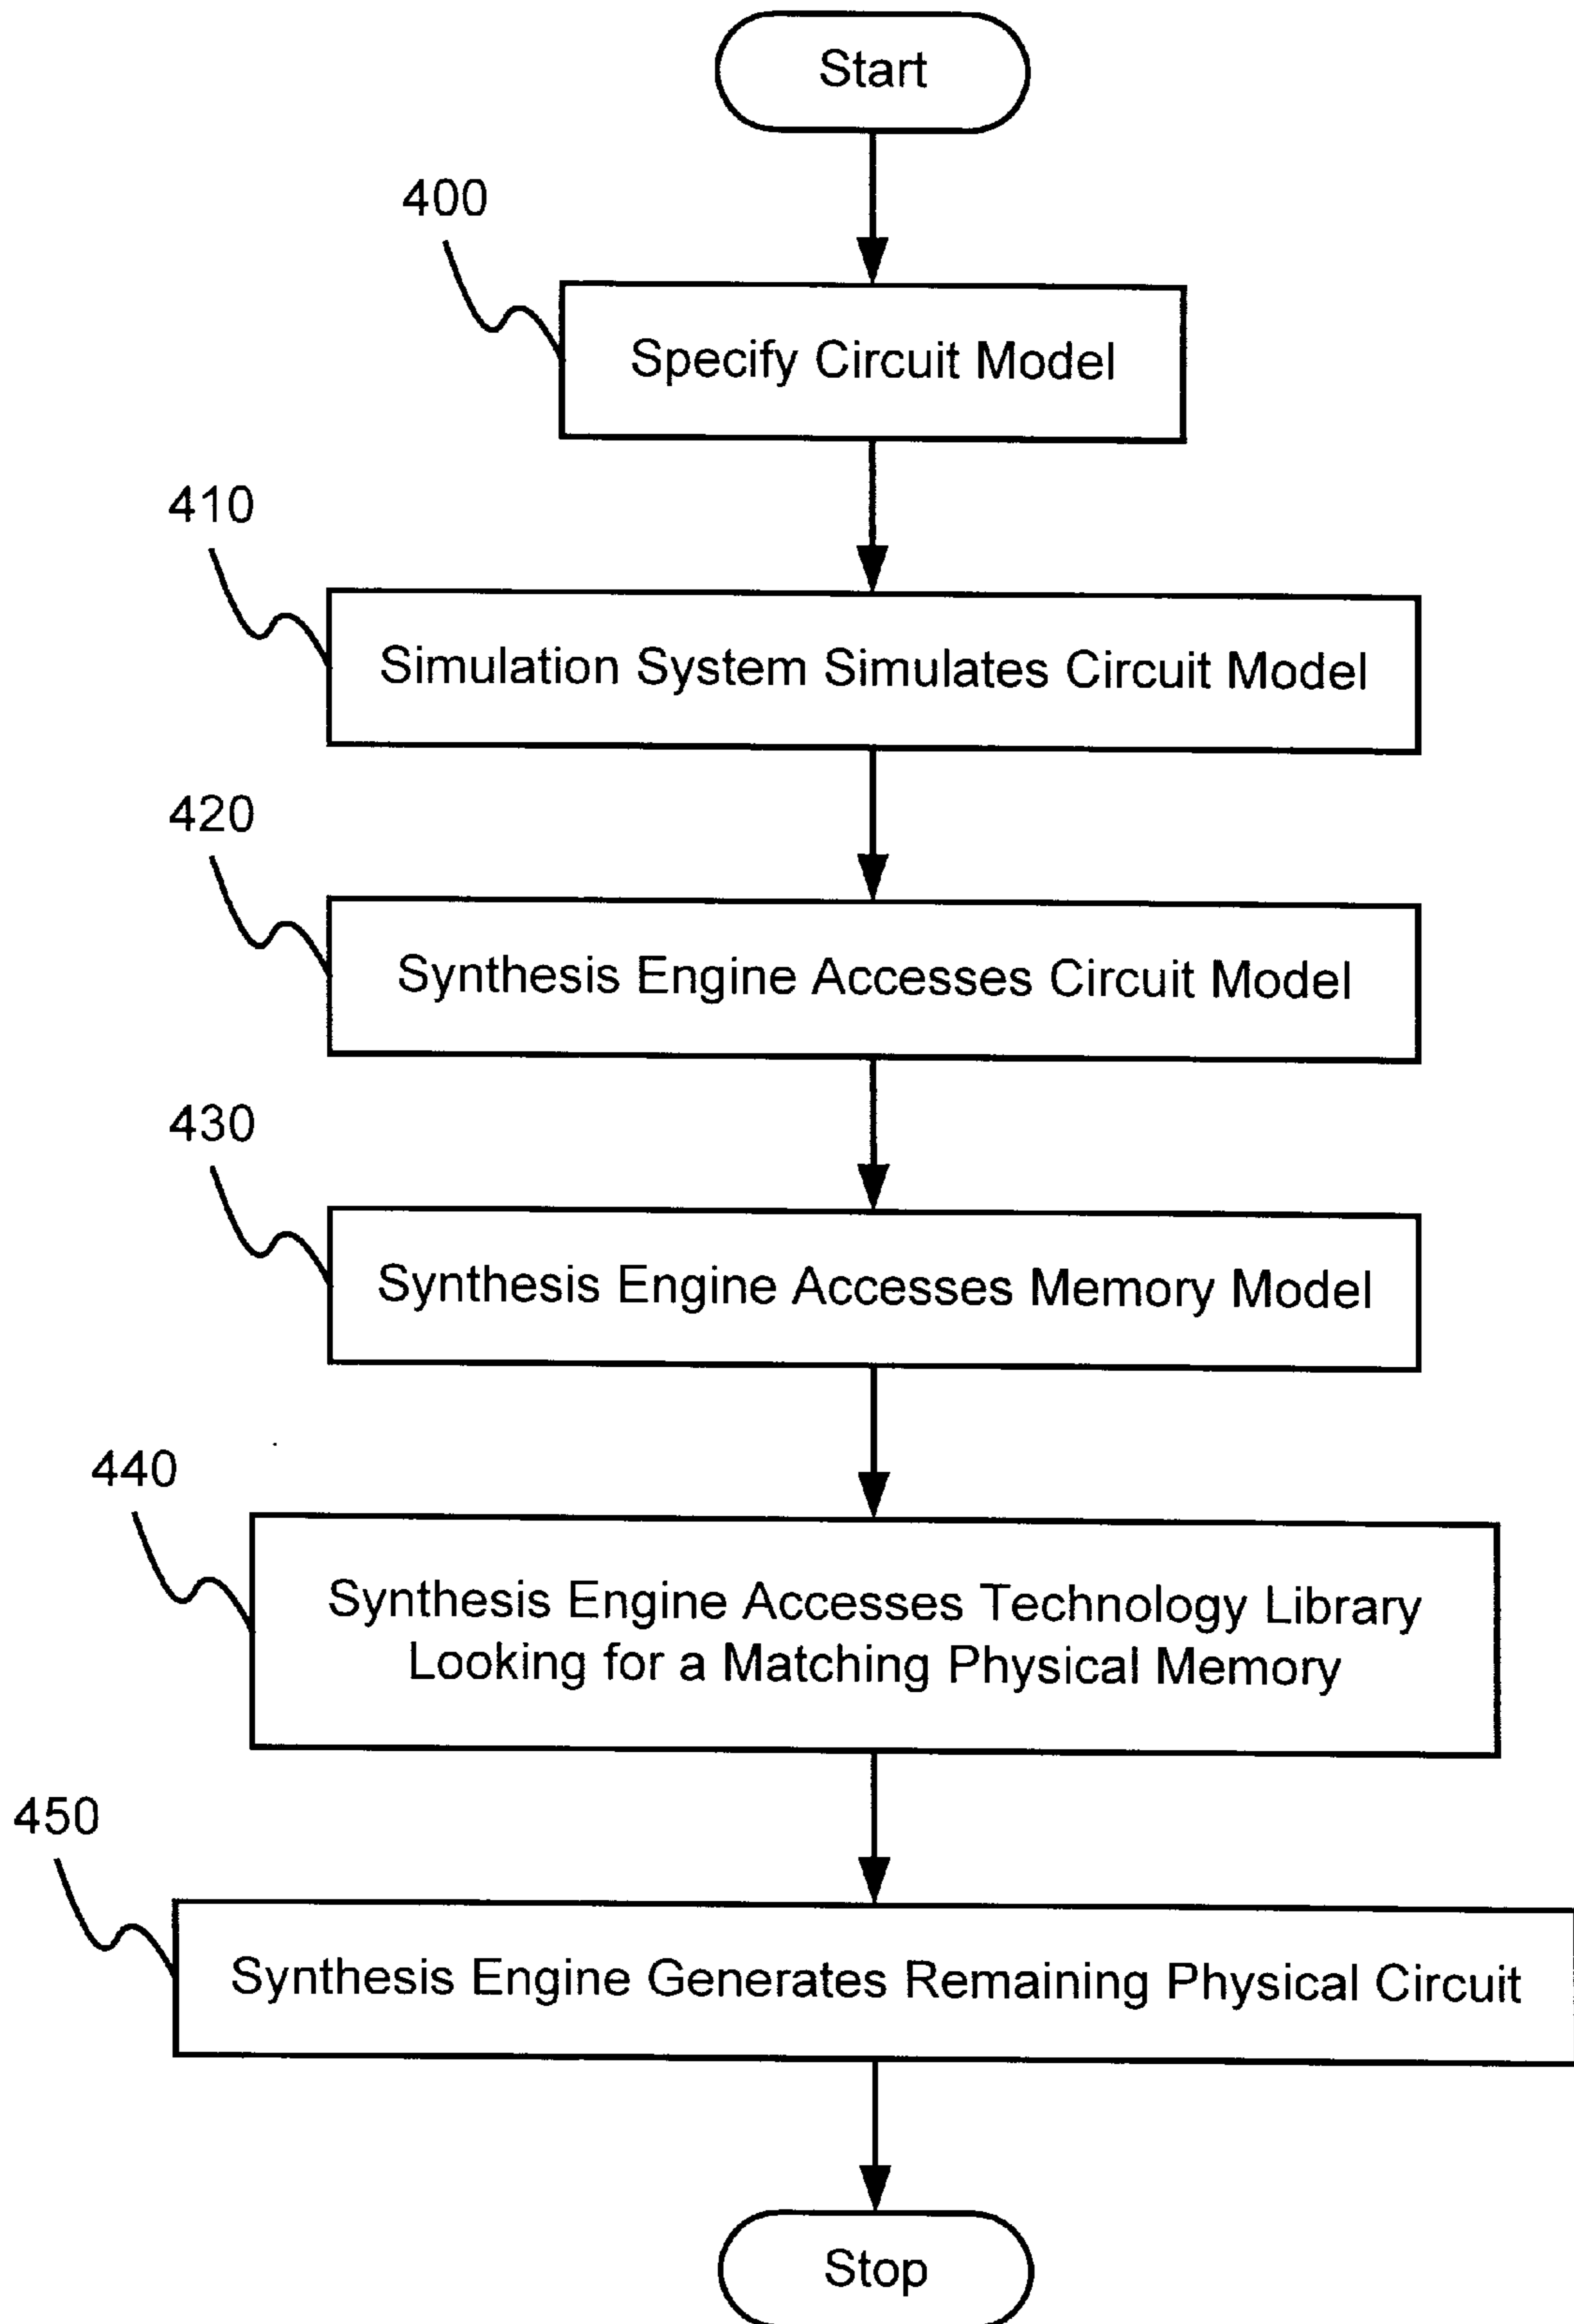 Start
400
Specify Circuit Model
410
Simulation System Simulates Circuit Model
420
Synthesis Engine Accesses Circuit Model
430
Synthesis Engine Accesses Memory Model
440
Synthesis Engine Accesses Technology Library
Looking for a Matching Physical Memory
450
Synthesis Engine Generates Remaining Physical Circuit
Stop